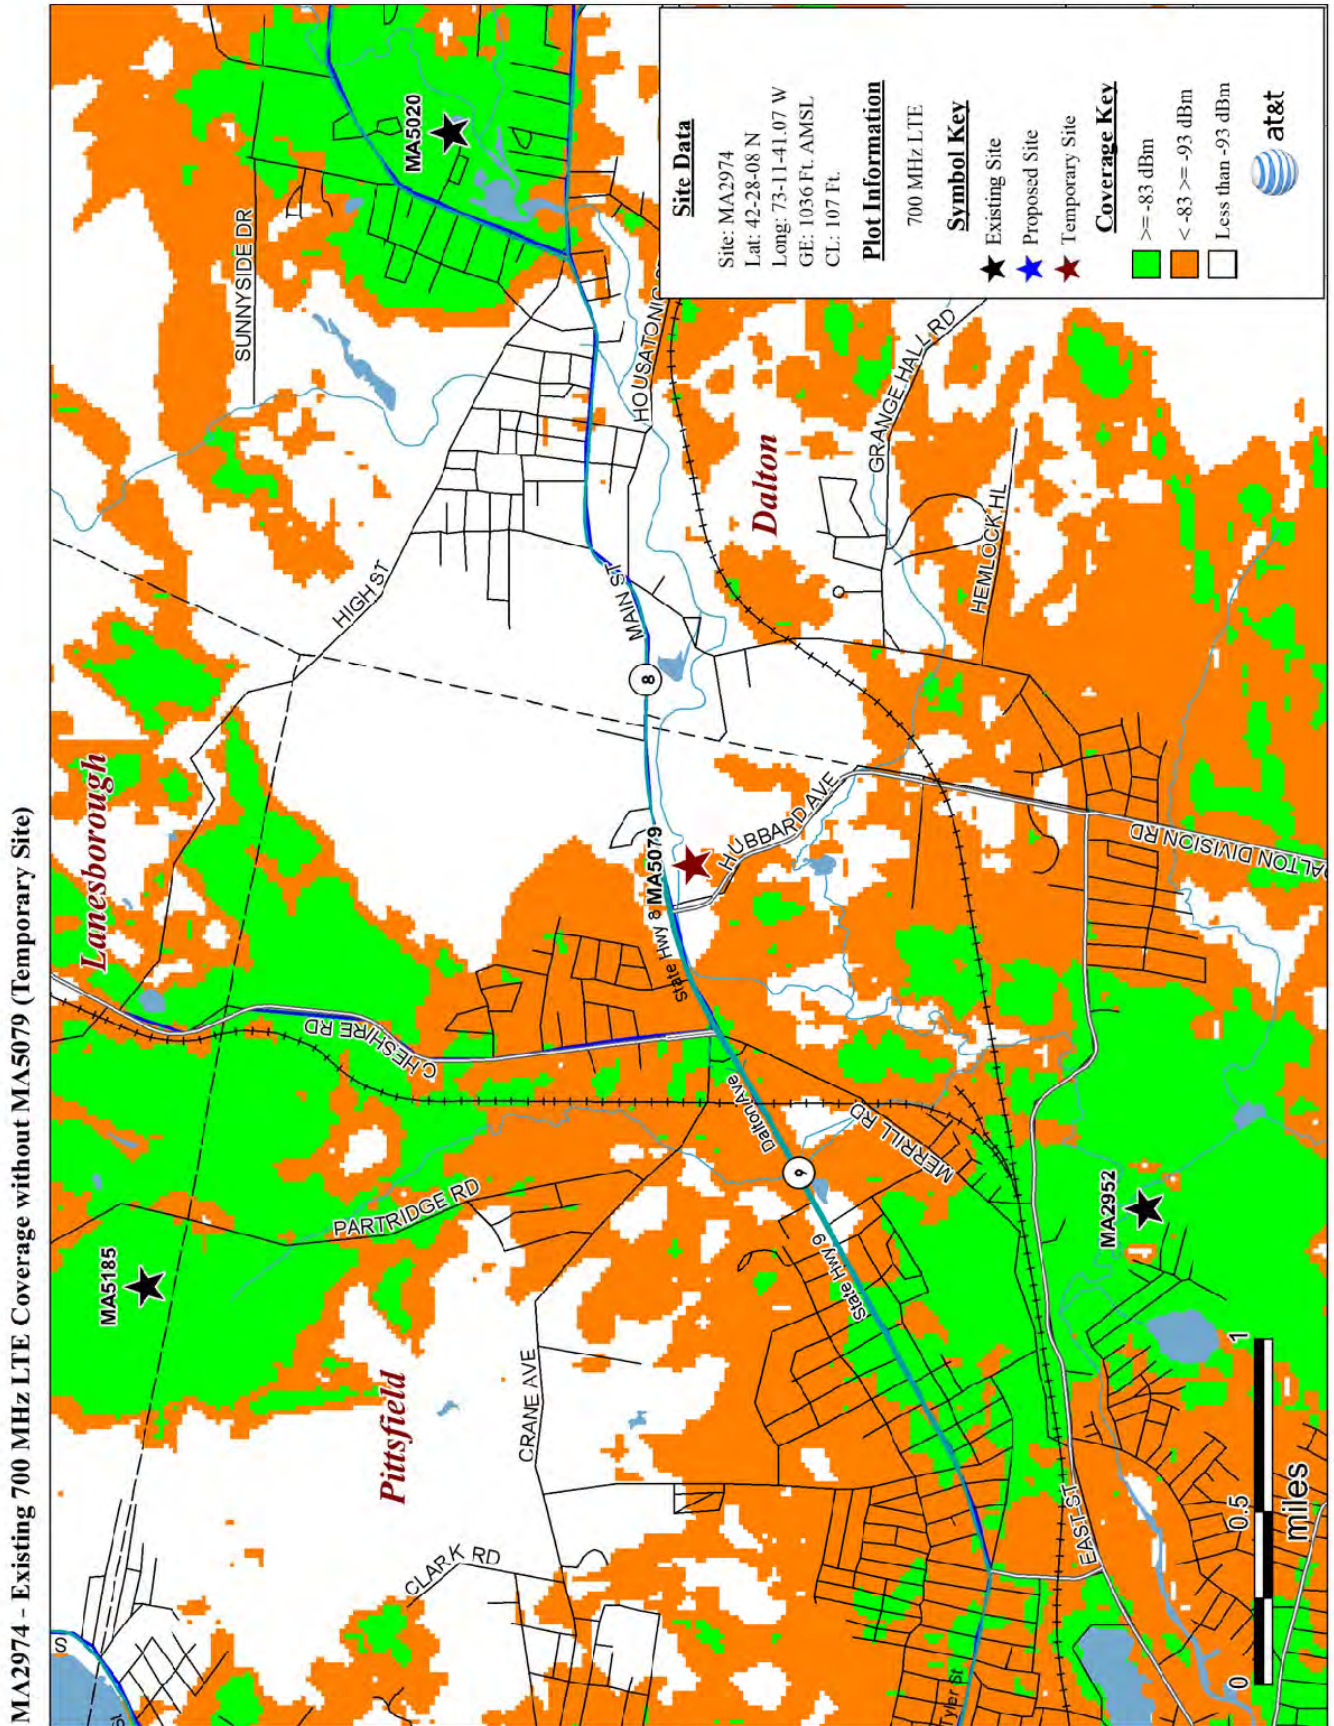 MA2974 - Existing 700 MHz LTE Coverage without MA5079 (Temporary Site)
Lanesborough
Pittsfield
Dalton
MA5185
MA5020
MA5079
MA2952
SUNNYSIDE DR
HIGH ST
MAIN ST
8
HOUSATONIC
GRANGE HALL RD
HEMLOCK HL
HUBBARD AVE
DALTON DIVISION RD
State Hwy 8
CHESHIRE RD
PARTRIDGE RD
Dalton Ave
MERRILL RD
9
State Hwy 9
CRANE AVE
CLARK RD
EAST ST
Tyler St
S
St
0 0.5 1
miles
Site Data
Site: MA2974
Lat: 42-28-08 N
Long: 73-11-41.07 W
GE: 1036 Ft. AMSL
CL: 107 Ft.
Plot Information
700 MHz LTE
Symbol Key
Existing Site
Proposed Site
Temporary Site
Coverage Key
>= -83 dBm
< -83 >= -93 dBm
Less than -93 dBm
at&t